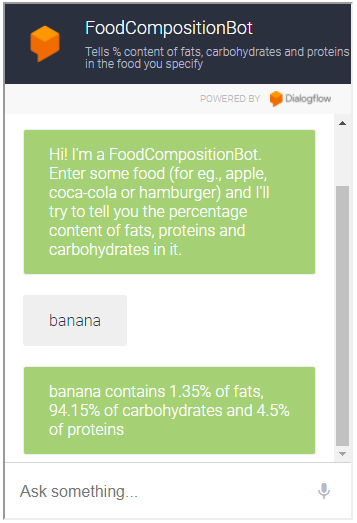 FoodCompositionBot
Tells % content of fats, carbohydrates and proteins
in the food you specify
POWERED BY Dialogflow
Hi! I'm a FoodCompositionBot.
Enter some food (for eg., apple,
coca-cola or hamburger) and I'll
try to tell you the percentage
content of fats, proteins and
carbohydrates in it.
banana
banana contains 1.35% of fats,
94.15% of carbohydrates and 4.5%
of proteins
Ask something...